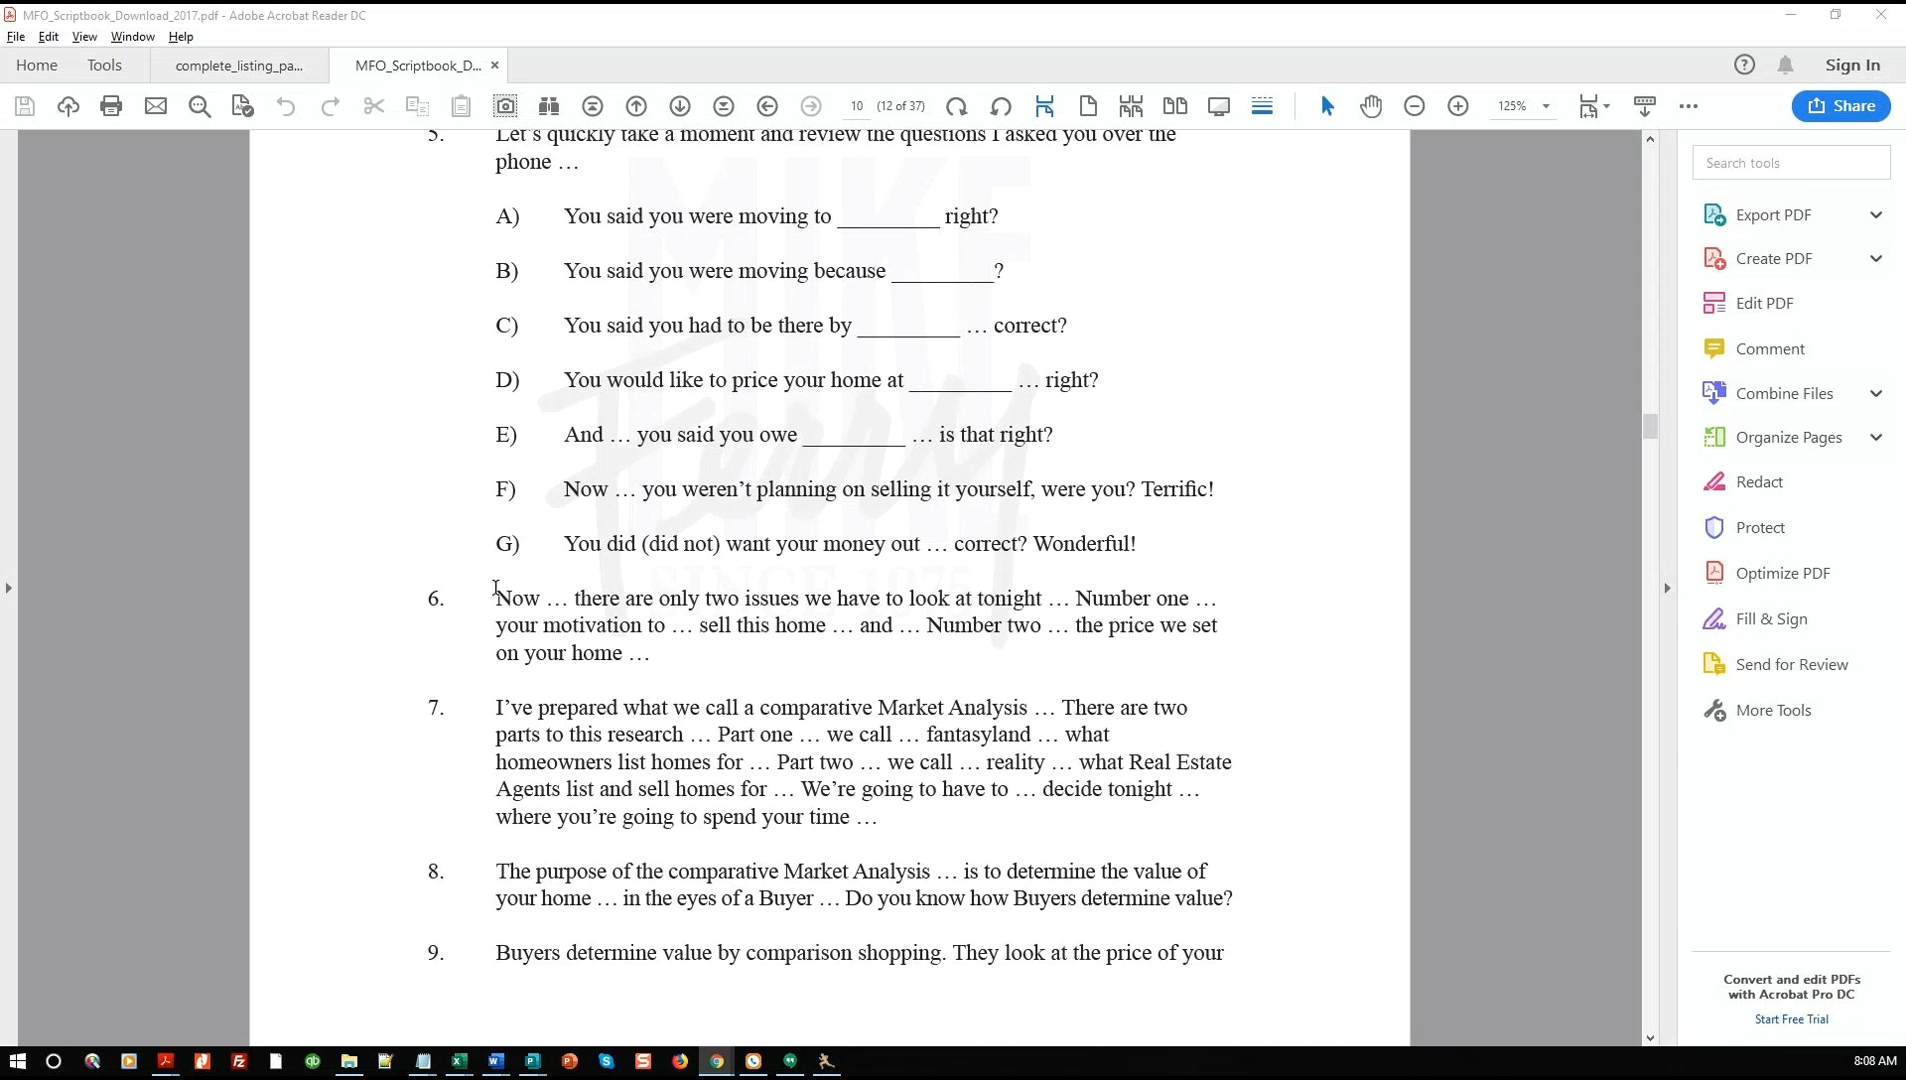 MFO_Scriptbook_Download_2017.pdf - Adobe Acrobat Reader DC
File Edit View Window Help
Home Tools complete_listing_pa... MFO_Scriptbook_D... × Sign In
10 (12 of 37) 125% Share
5. Let's quickly take a moment and review the questions I asked you over the
phone …
A) You said you were moving to _________ right?
B) You said you were moving because _________?
C) You said you had to be there by _________ … correct?
D) You would like to price your home at _________ … right?
E) And … you said you owe _________ … is that right?
F) Now … you weren’t planning on selling it yourself, were you? Terrific!
G) You did (did not) want your money out … correct? Wonderful!
6. Now … there are only two issues we have to look at tonight … Number one …
your motivation to … sell this home … and … Number two … the price we set
on your home …
7. I’ve prepared what we call a comparative Market Analysis … There are two
parts to this research … Part one … we call … fantasyland … what
homeowners list homes for … Part two … we call … reality … what Real Estate
Agents list and sell homes for … We’re going to have to … decide tonight …
where you’re going to spend your time …
8. The purpose of the comparative Market Analysis … is to determine the value of
your home … in the eyes of a Buyer … Do you know how Buyers determine value?
9. Buyers determine value by comparison shopping. They look at the price of your
MIKE
Ferry
SINCE 1975
Search tools
Export PDF
Create PDF
Edit PDF
Comment
Combine Files
Organize Pages
Redact
Protect
Optimize PDF
Fill & Sign
Send for Review
More Tools
Convert and edit PDFs
with Acrobat Pro DC
Start Free Trial
8:08 AM